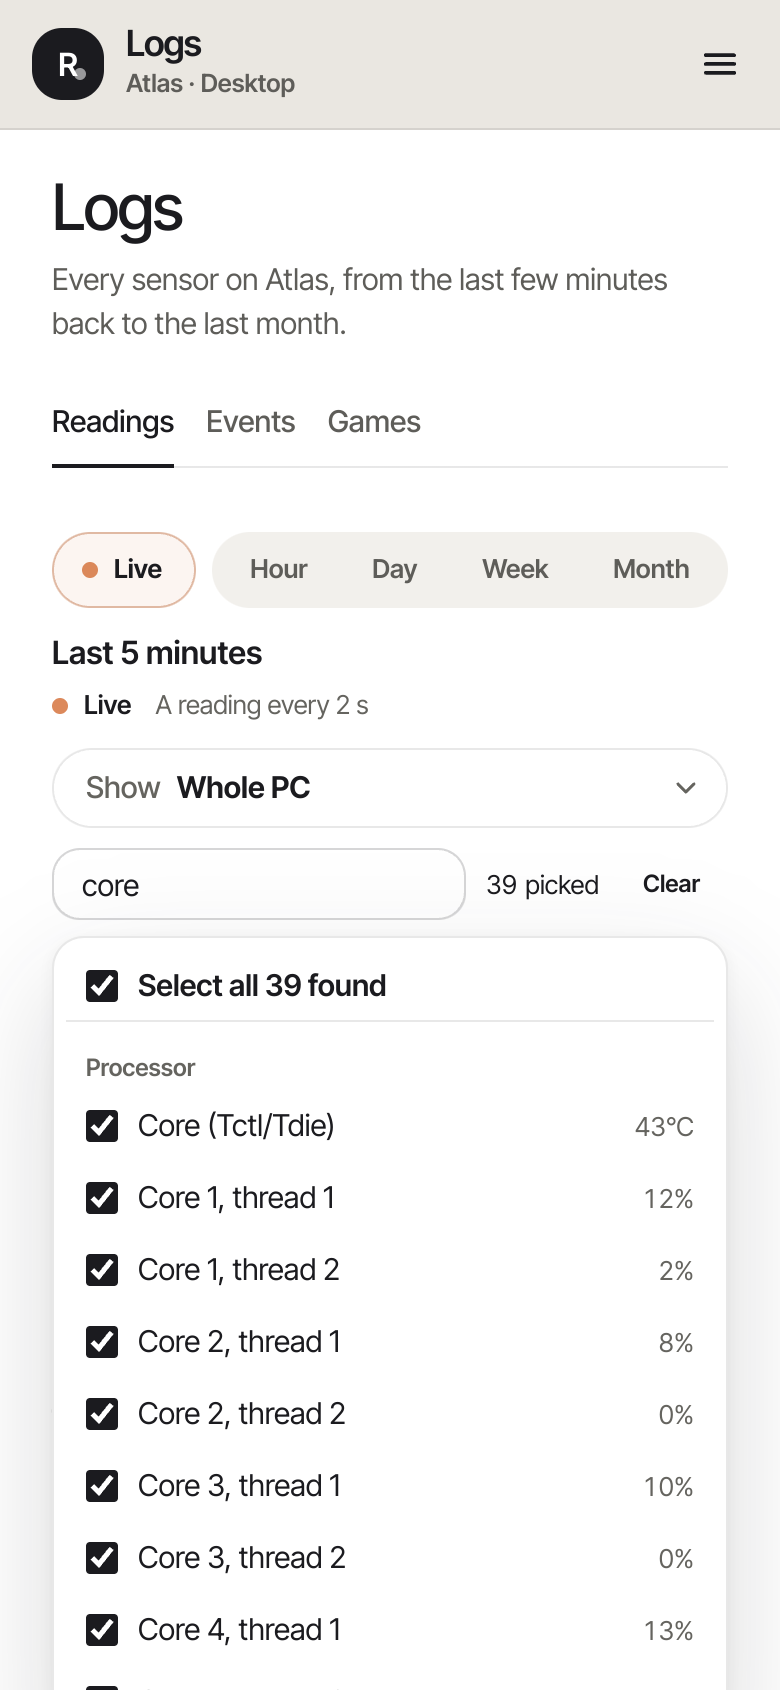 R
Logs
Atlas · Desktop
Logs
Every sensor on Atlas, from the last few minutes
back to the last month.
Readings Events Games
Live Hour Day Week Month
Last 5 minutes
Live A reading every 2 s
Show Whole PC
core 39 picked Clear
Select all 39 found
Processor
Core (Tctl/Tdie) 43°C
Core 1, thread 1 12%
Core 1, thread 2 2%
Core 2, thread 1 8%
Core 2, thread 2 0%
Core 3, thread 1 10%
Core 3, thread 2 0%
Core 4, thread 1 13%